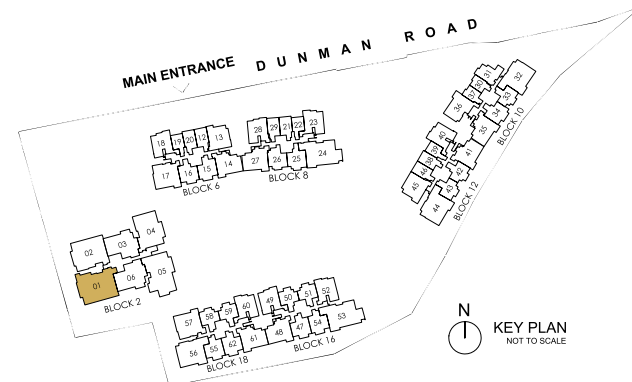 MAIN ENTRANCE DUNMAN ROAD
18 19 20 12 13
17 16 15 14
BLOCK 6
28 29 21 22 23
27 26 25 24
BLOCK 8
31 32
30
37 33
36 34
35
BLOCK 10
40
39 41
38
46 42
45 43
44
BLOCK 12
02 03 04
01 06 05
BLOCK 2
57 58 59 60
56 55 62 61
BLOCK 18
49 50 51 52
48 47 54 53
BLOCK 16
N
KEY PLAN
NOT TO SCALE